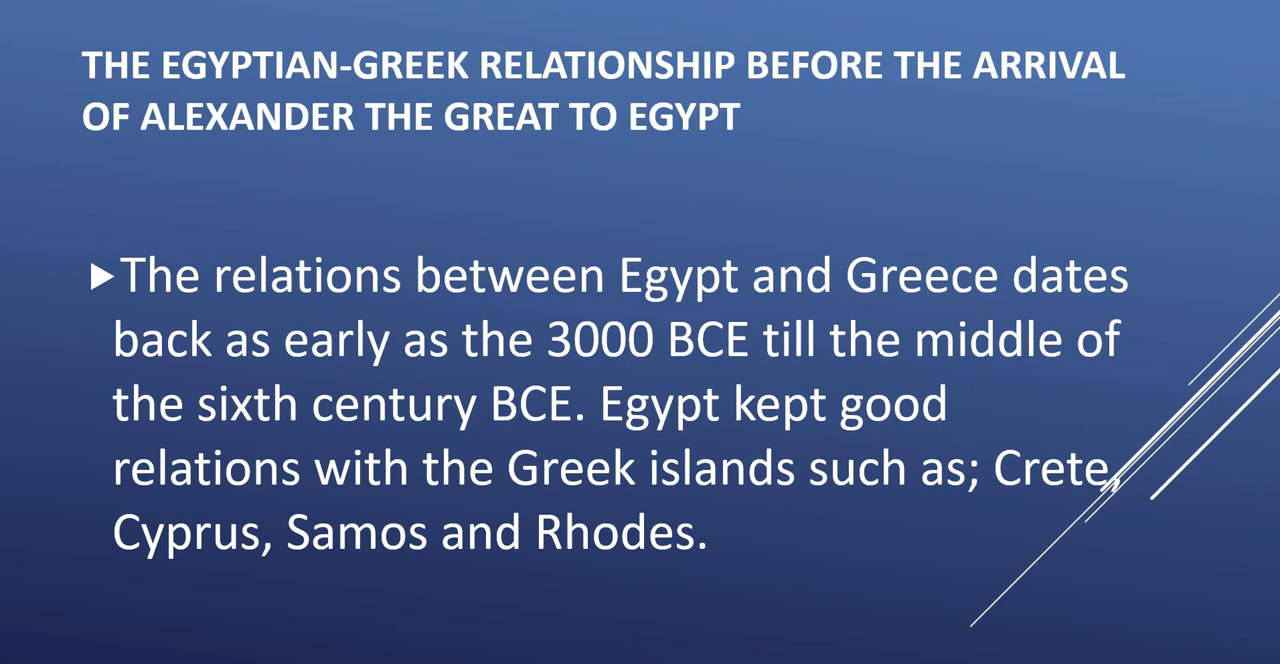 THE EGYPTIAN-GREEK RELATIONSHIP BEFORE THE ARRIVAL
OF ALEXANDER THE GREAT TO EGYPT
The relations between Egypt and Greece dates
back as early as the 3000 BCE till the middle of
the sixth century BCE. Egypt kept good
relations with the Greek islands such as; Crete,
Cyprus, Samos and Rhodes.